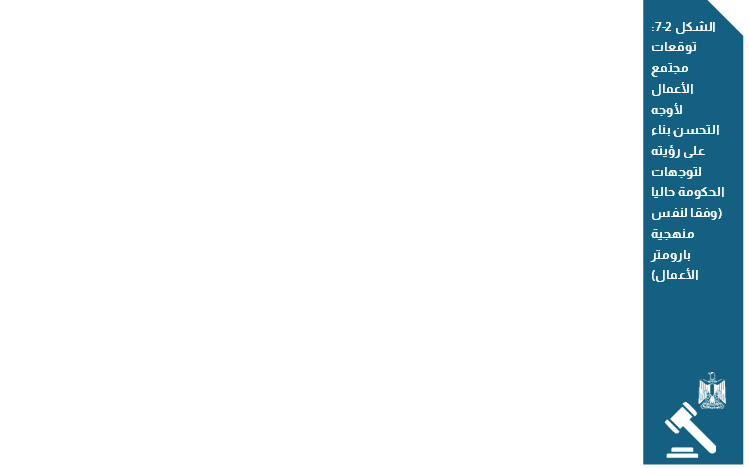 الشكل 2-7:
توقعات
مجتمع
الأعمال
لأوجه
التحسن بناء
على رؤيته
لتوجهات
الحكومة حاليا
(وفقا لنفس
منهجية
بارومتر
الأعمال)